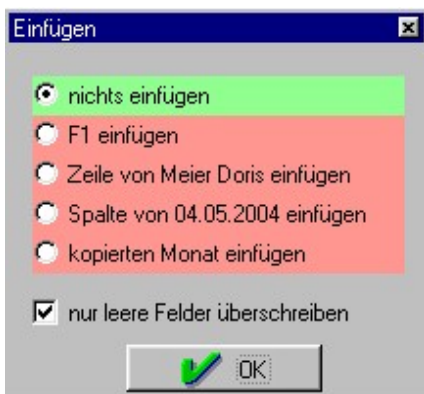 Einfügen
nichts einfügen
F1 einfügen
Zeile von Meier Doris einfügen
Spalte von 04.05.2004 einfügen
kopierten Monat einfügen
nur leere Felder überschreiben
OK